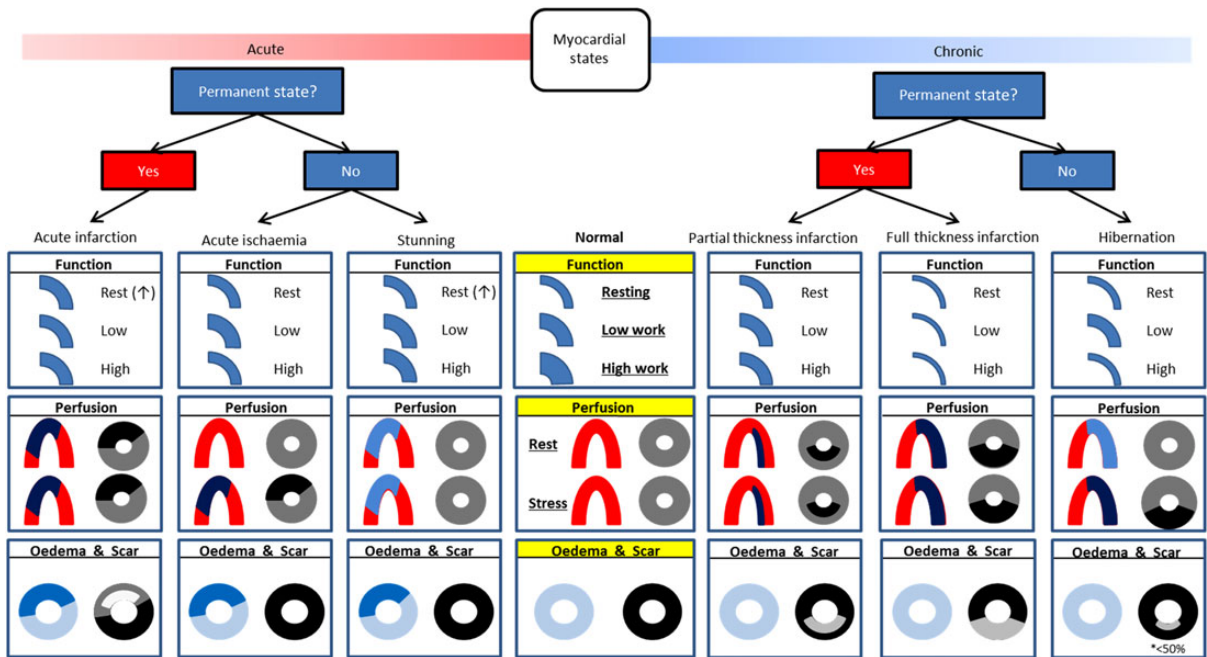 Acute
Myocardial
states
Chronic
Permanent state?
Permanent state?
Yes
No
Yes
No
Acute infarction
Acute ischaemia
Stunning
Normal
Partial thickness infarction
Full thickness infarction
Hibernation
Function
Rest (↑)
Low
High
Function
Rest
Low
High
Function
Rest (↑)
Low
High
Function
Resting
Low work
High work
Function
Rest
Low
High
Function
Rest
Low
High
Function
Rest
Low
High
Perfusion
Perfusion
Perfusion
Perfusion
Rest
Stress
Perfusion
Perfusion
Perfusion
Oedema & Scar
Oedema & Scar
Oedema & Scar
Oedema & Scar
Oedema & Scar
Oedema & Scar
Oedema & Scar
*<50%